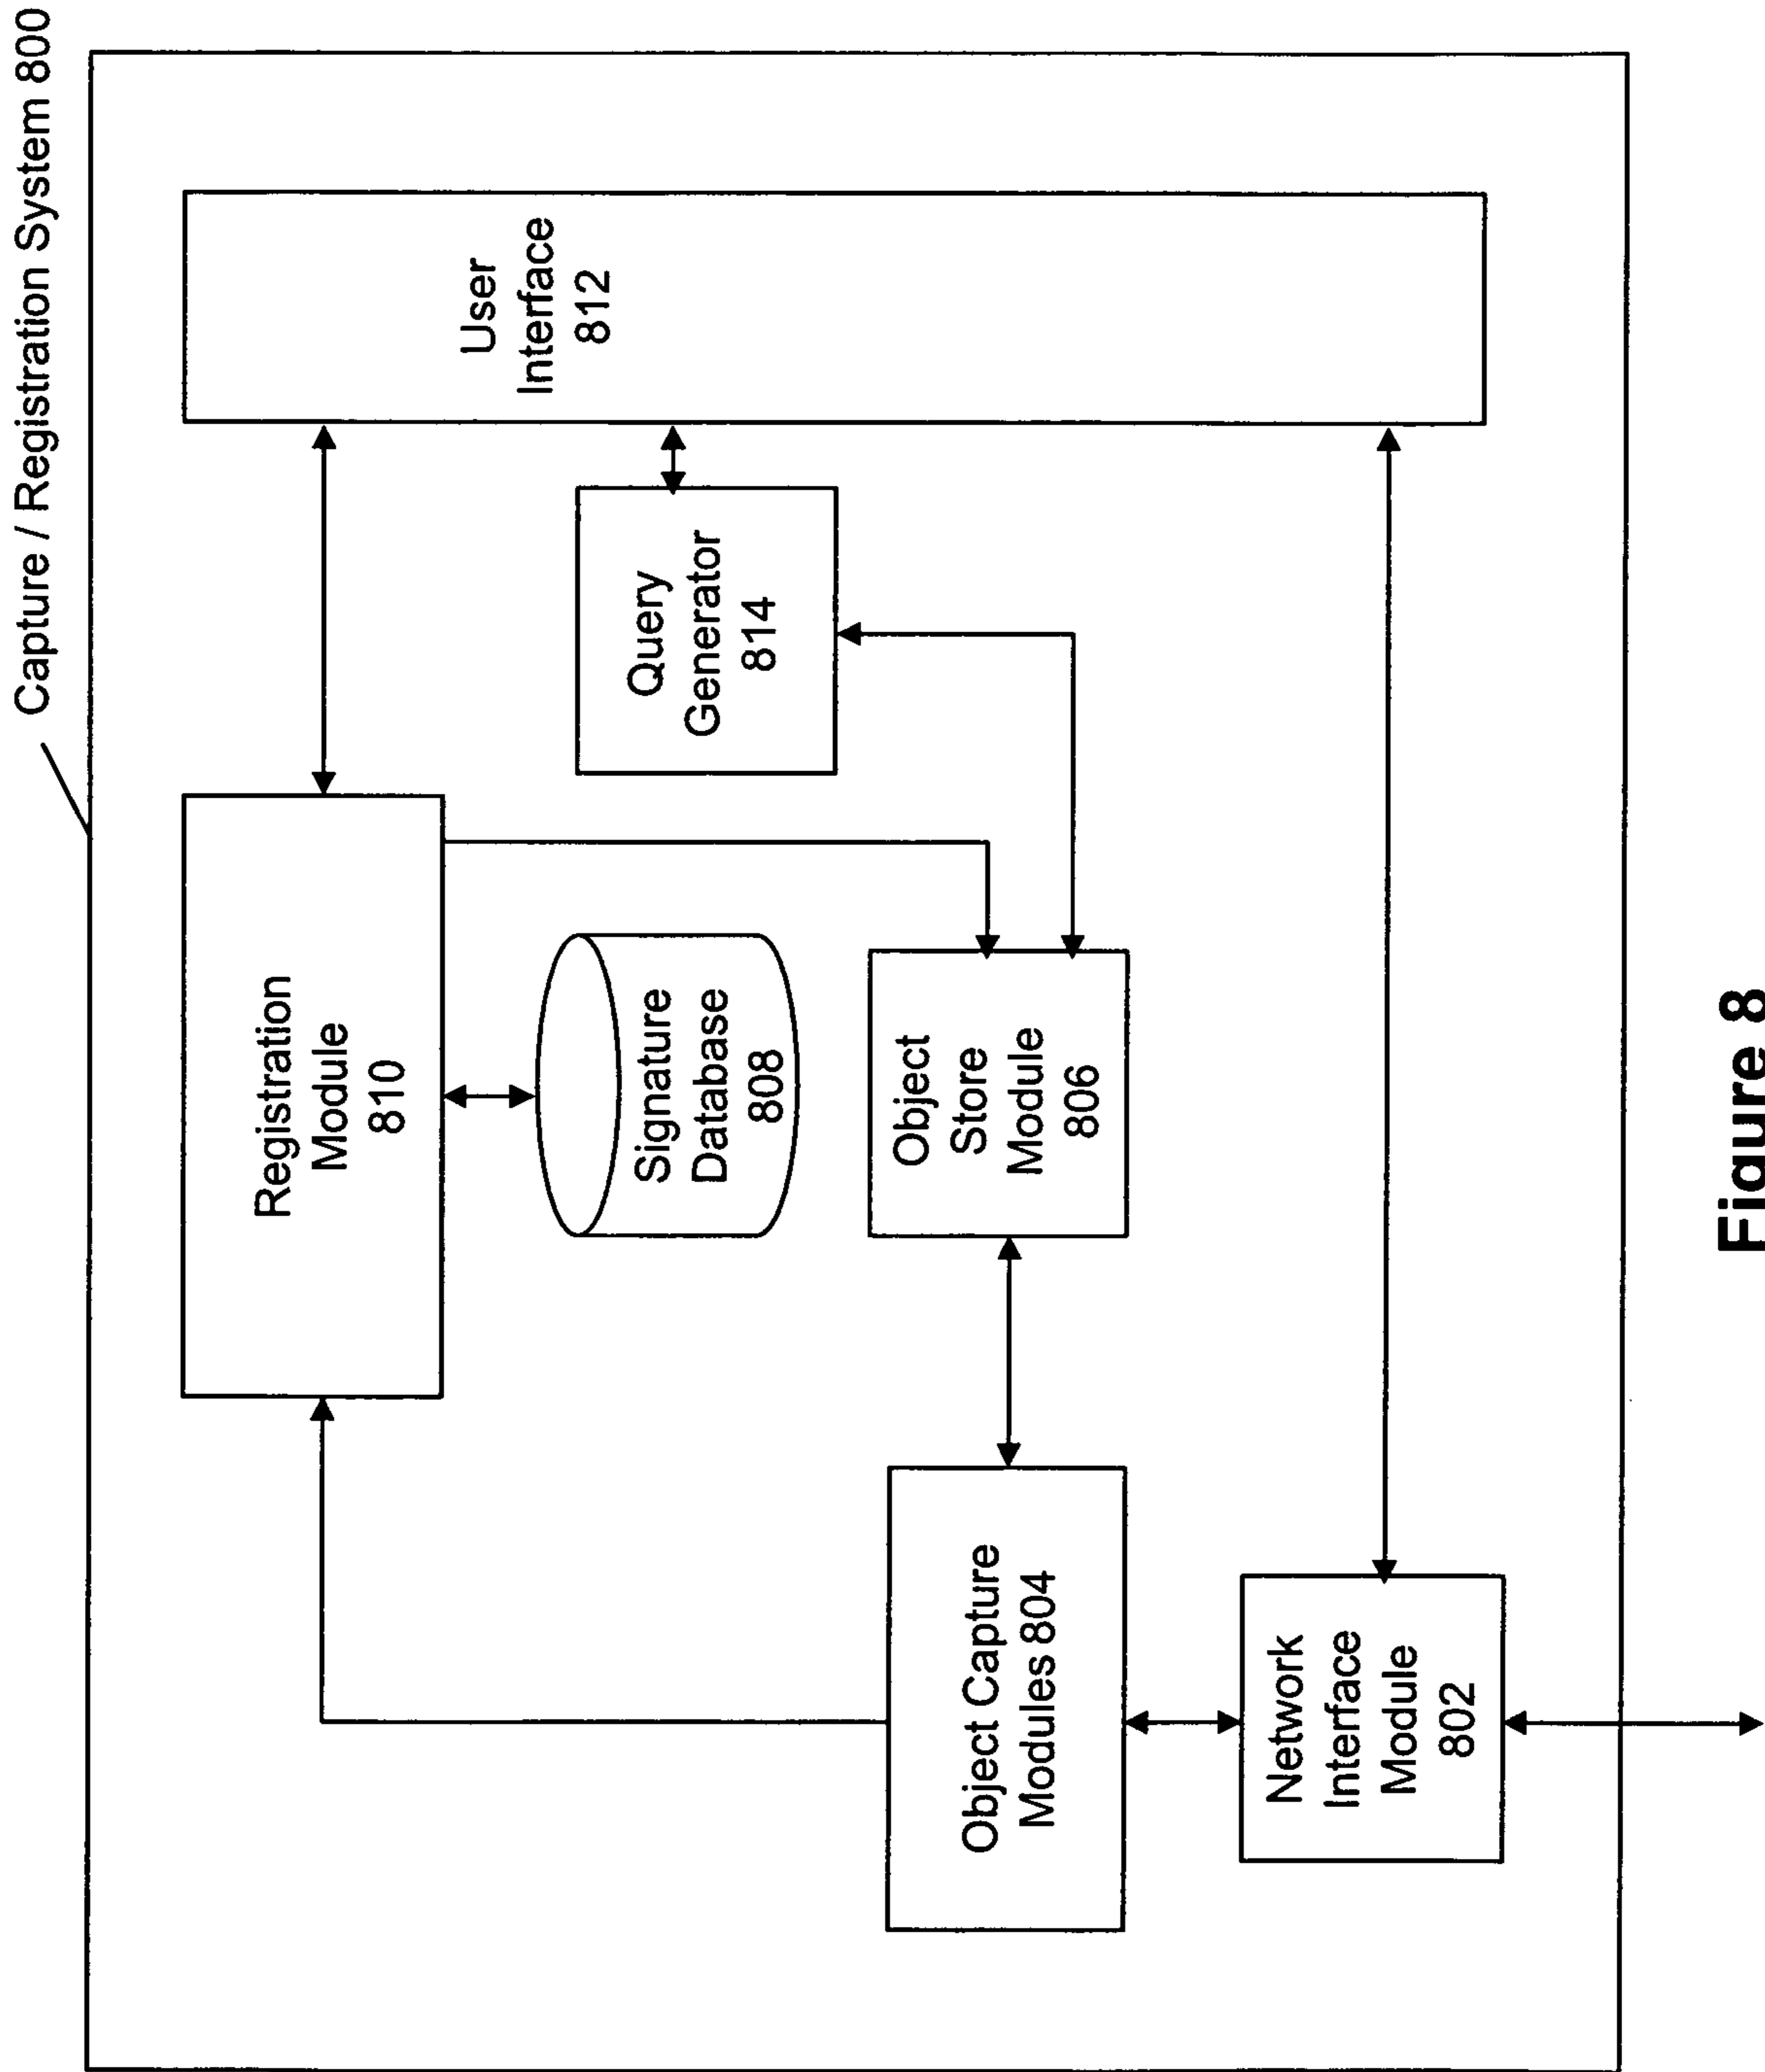 Capture / Registration System 800
Registration
Module
810
User
Interface
812
Signature
Database
808
Query
Generator
814
Object Capture
Modules 804
Object
Store
Module
806
Network
Interface
Module
802
Figure 8